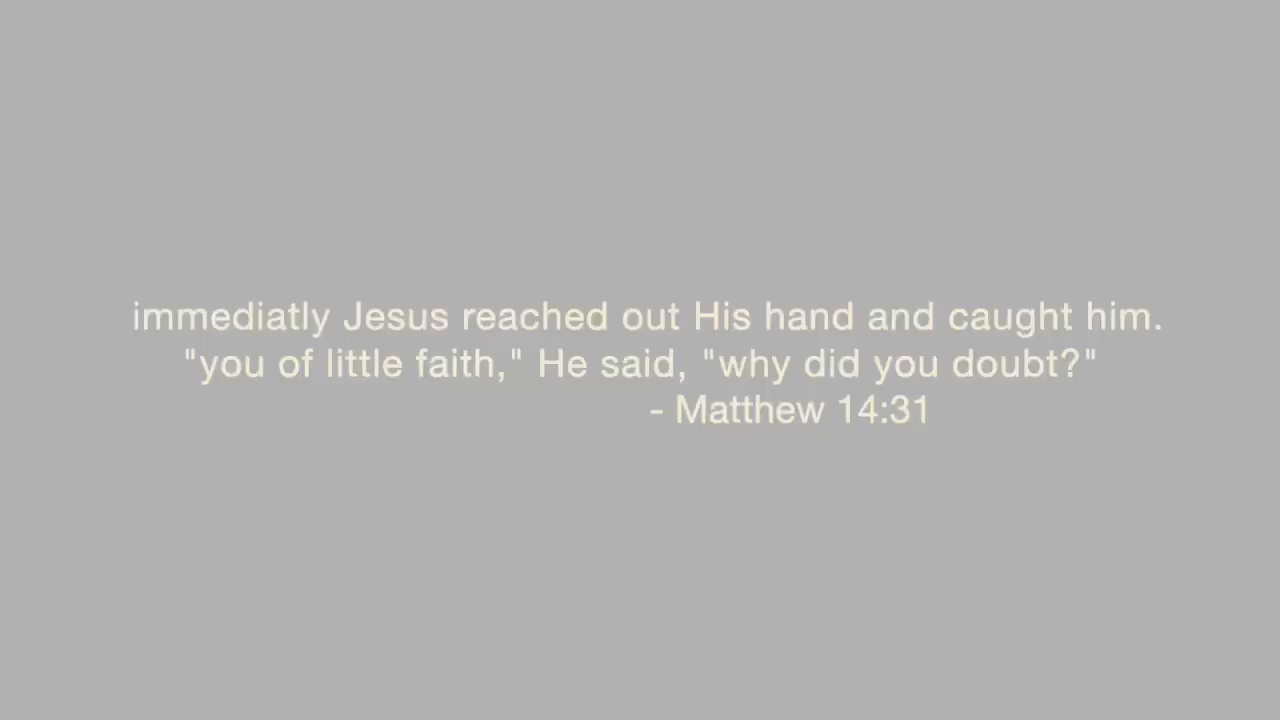 immediatly Jesus reached out His hand and caught him.
"you of little faith," He said, "why did you doubt?"
- Matthew 14:31